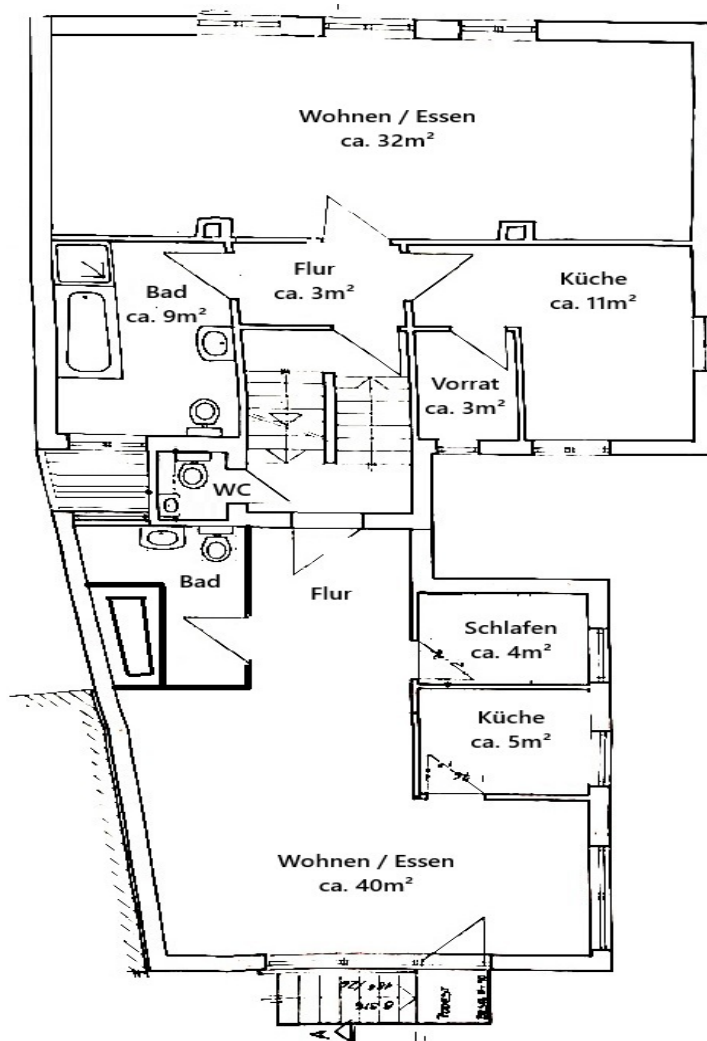 Wohnen / Essen
ca. 32m²
Flur
ca. 3m²
Küche
ca. 11m²
Bad
ca. 9m²
Vorrat
ca. 3m²
WC
Bad
Flur
Schlafen
ca. 4m²
Küche
ca. 5m²
Wohnen / Essen
ca. 40m²
PODEST
A